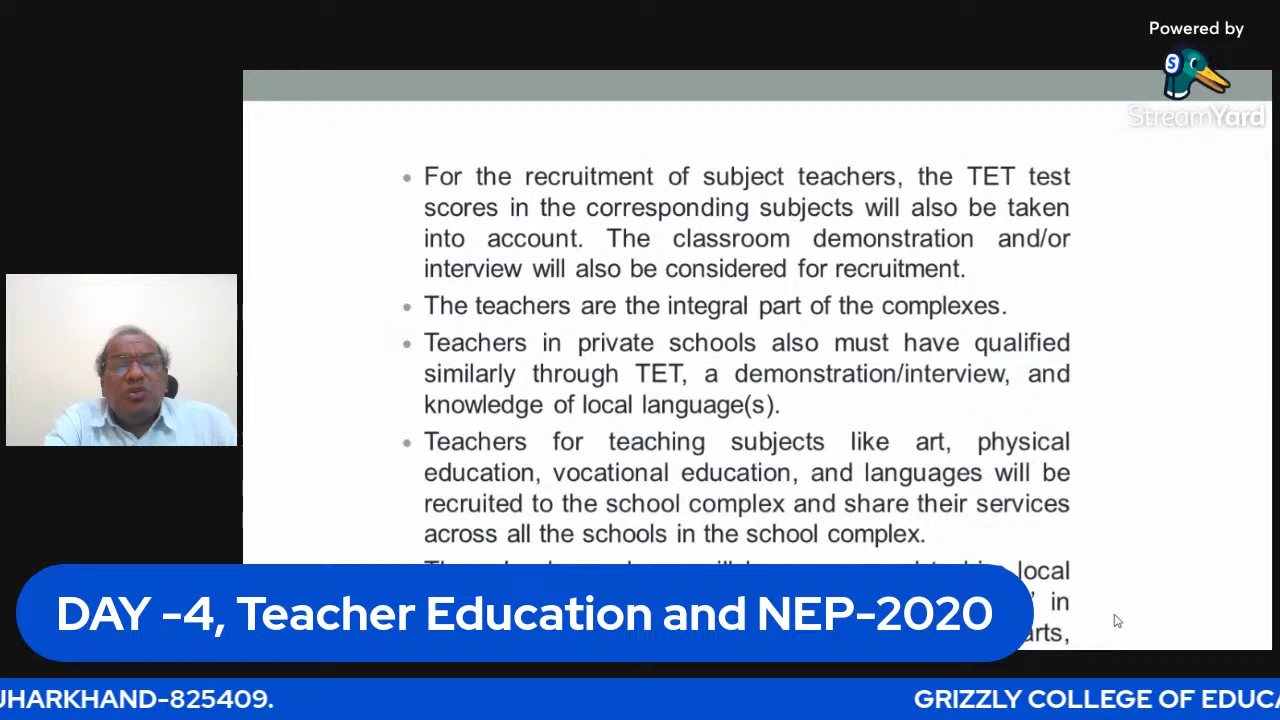 Powered by
StreamYard
• For the recruitment of subject teachers, the TET test
scores in the corresponding subjects will also be taken
into account. The classroom demonstration and/or
interview will also be considered for recruitment.
• The teachers are the integral part of the complexes.
• Teachers in private schools also must have qualified
similarly through TET, a demonstration/interview, and
knowledge of local language(s).
• Teachers for teaching subjects like art, physical
education, vocational education, and languages will be
recruited to the school complex and share their services
across all the schools in the school complex.
local
in
arts,
DAY -4, Teacher Education and NEP-2020
JHARKHAND-825409.
GRIZZLY COLLEGE OF EDUCA